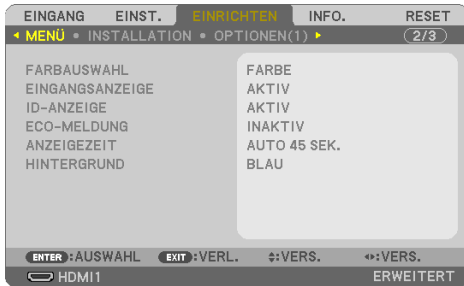 EINGANG EINST. EINRICHTEN INFO. RESET
MENÜ • INSTALLATION • OPTIONEN(1) 2/3
FARBAUSWAHL FARBE
EINGANGSANZEIGE AKTIV
ID-ANZEIGE AKTIV
ECO-MELDUNG INAKTIV
ANZEIGEZEIT AUTO 45 SEK.
HINTERGRUND BLAU
ENTER :AUSWAHL EXIT :VERL. :VERS. :VERS.
HDMI1 ERWEITERT